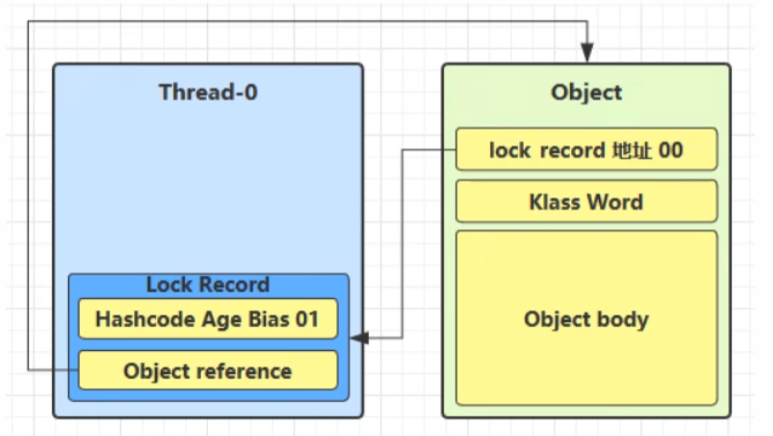 Thread-0
Lock Record
Hashcode Age Bias 01
Object reference
Object
lock record 地址 00
Klass Word
Object body